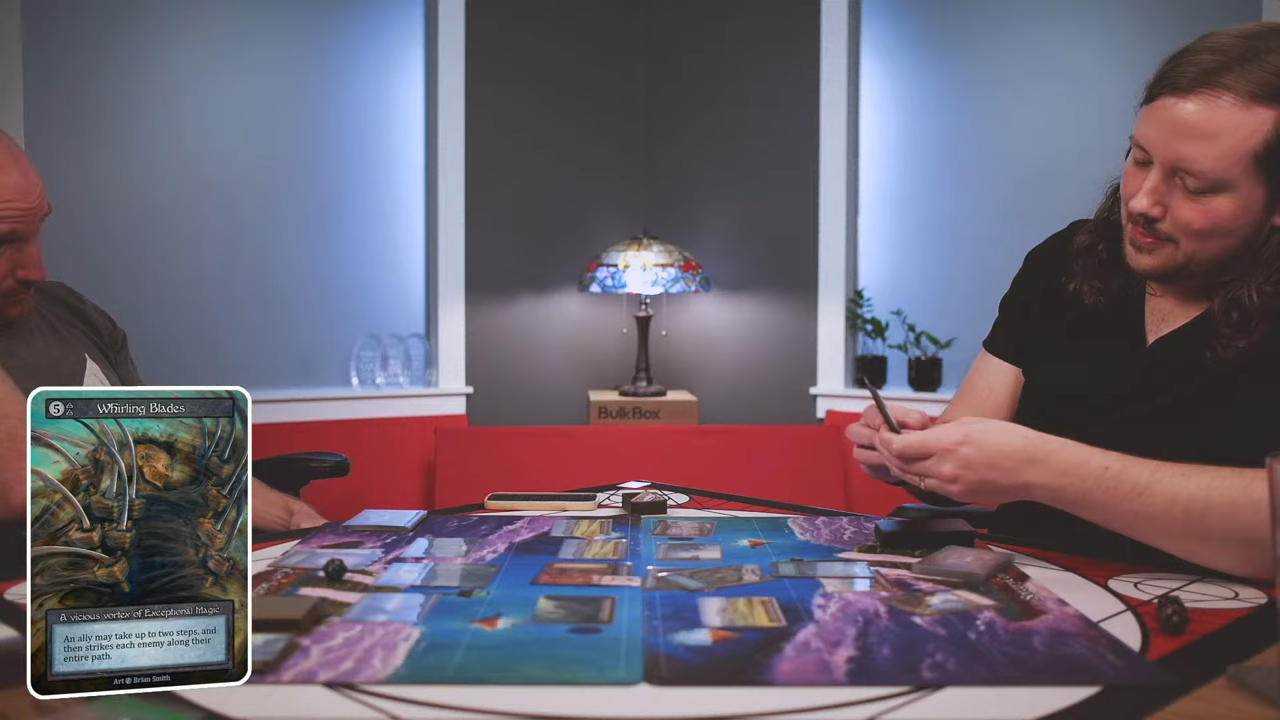 BulkBox
5
Whirling Blades
A vicious vortex of Exceptional Magic
An ally may take up to two steps, and
then strikes each enemy along their
entire path.
Art Brian Smith